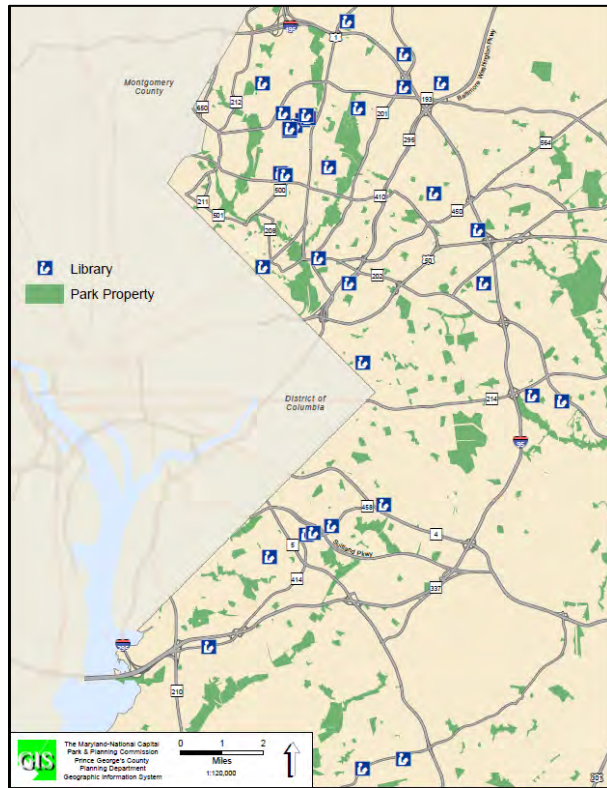 95
1
Baltimore Washington Pkwy
Montgomery
County
650
212
193
201
295
564
500
410
211
501
450
208
50
202
Library
Park Property
District of
Columbia
214
95
458
4
5
Suitland Pkwy
414
337
295
210
301
GIS
The Maryland-National Capital
Park & Planning Commission
Prince George's County
Planning Department
Geographic Information System
0 1 2
Miles
1:120,000